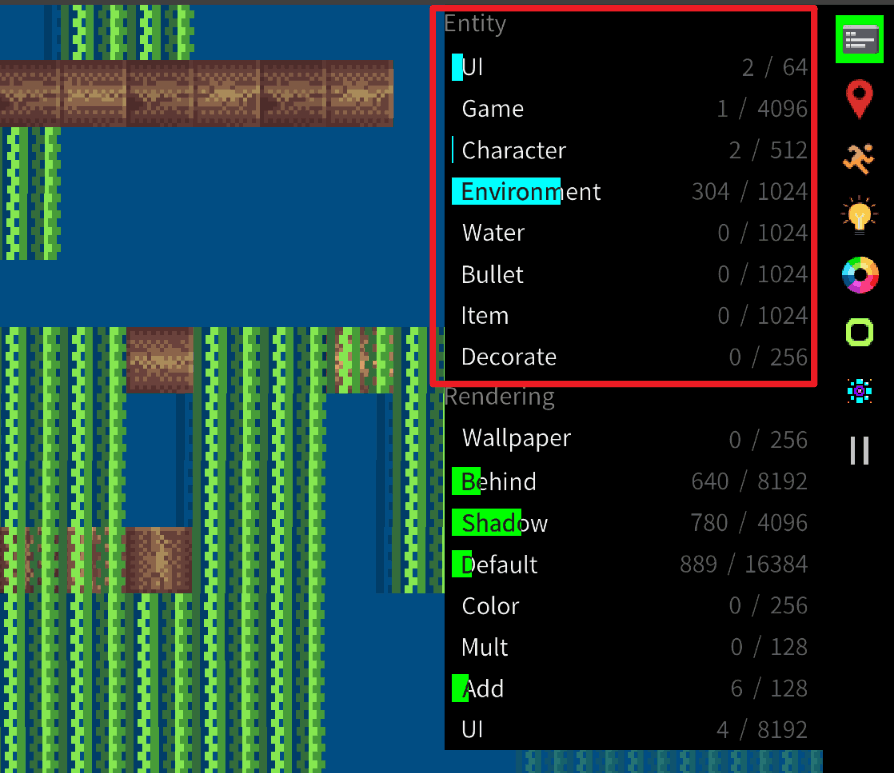 Entity
UI 2 / 64
Game 1 / 4096
Character 2 / 512
Environment 304 / 1024
Water 0 / 1024
Bullet 0 / 1024
Item 0 / 1024
Decorate 0 / 256
Rendering
Wallpaper 0 / 256
Behind 640 / 8192
Shadow 780 / 4096
Default 889 / 16384
Color 0 / 256
Mult 0 / 128
Add 6 / 128
UI 4 / 8192